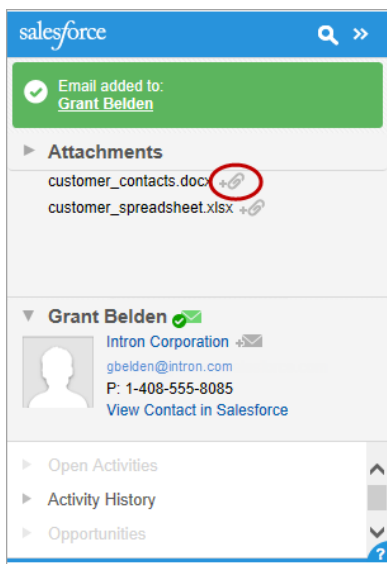 salesforce
Email added to:
Grant Belden
Attachments
customer_contacts.docx
customer_spreadsheet.xlsx
Grant Belden
Intron Corporation
gbelden@intron.com
P: 1-408-555-8085
View Contact in Salesforce
Open Activities
Activity History
Opportunities
?